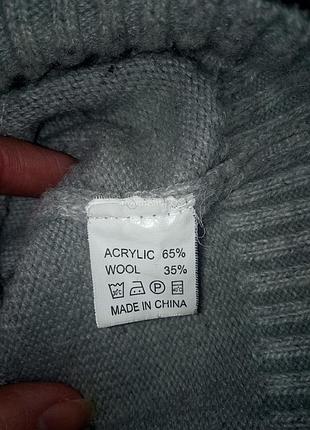 ACRYLIC 65%
WOOL 35%
P
MADE IN CHINA